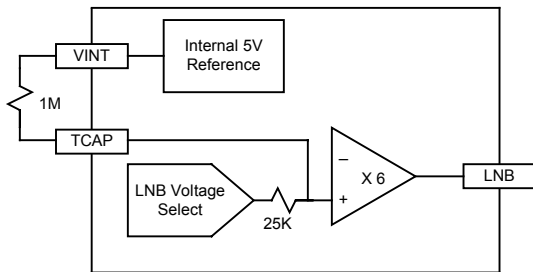 VINT
Internal 5V
Reference
1M
TCAP
LNB Voltage
Select
25K
–
+
X 6
LNB